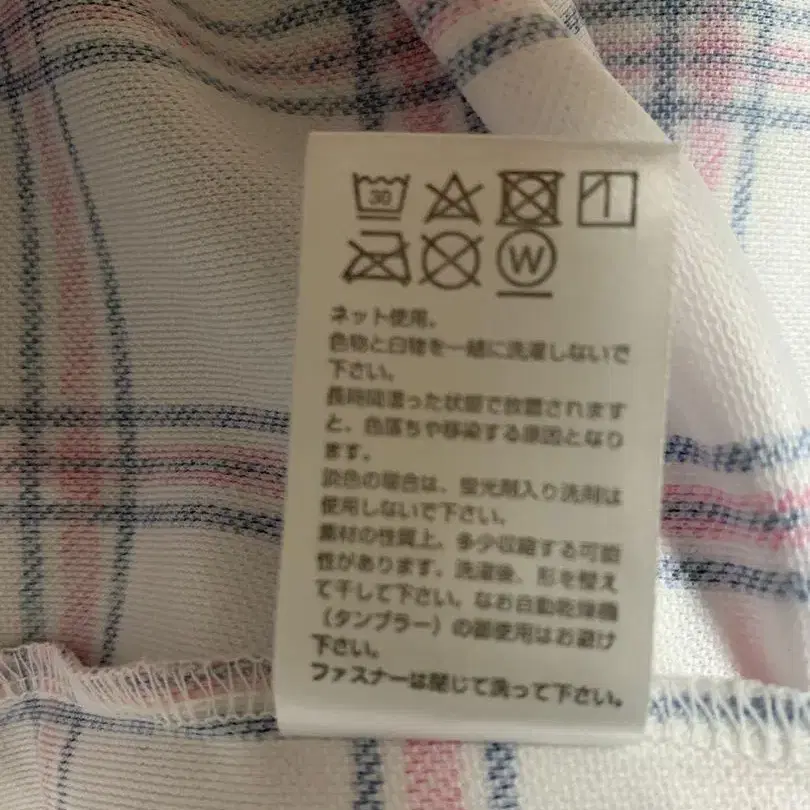 30
W
ネット使用。
色物と白物を一緒に洗濯しないで
下さい。
長時間湿った状態で放置されます
と、色落ちや移染する原因となり
ます。
淡色の場合は、蛍光剤入り洗剤は
使用しないで下さい。
素材の性質上、多少収縮する可能
性があります。洗濯後、形を整え
て干して下さい。なお自動乾燥機
（タンブラー）の御使用はお避け
下さい。
ファスナーは閉じて洗って下さい。